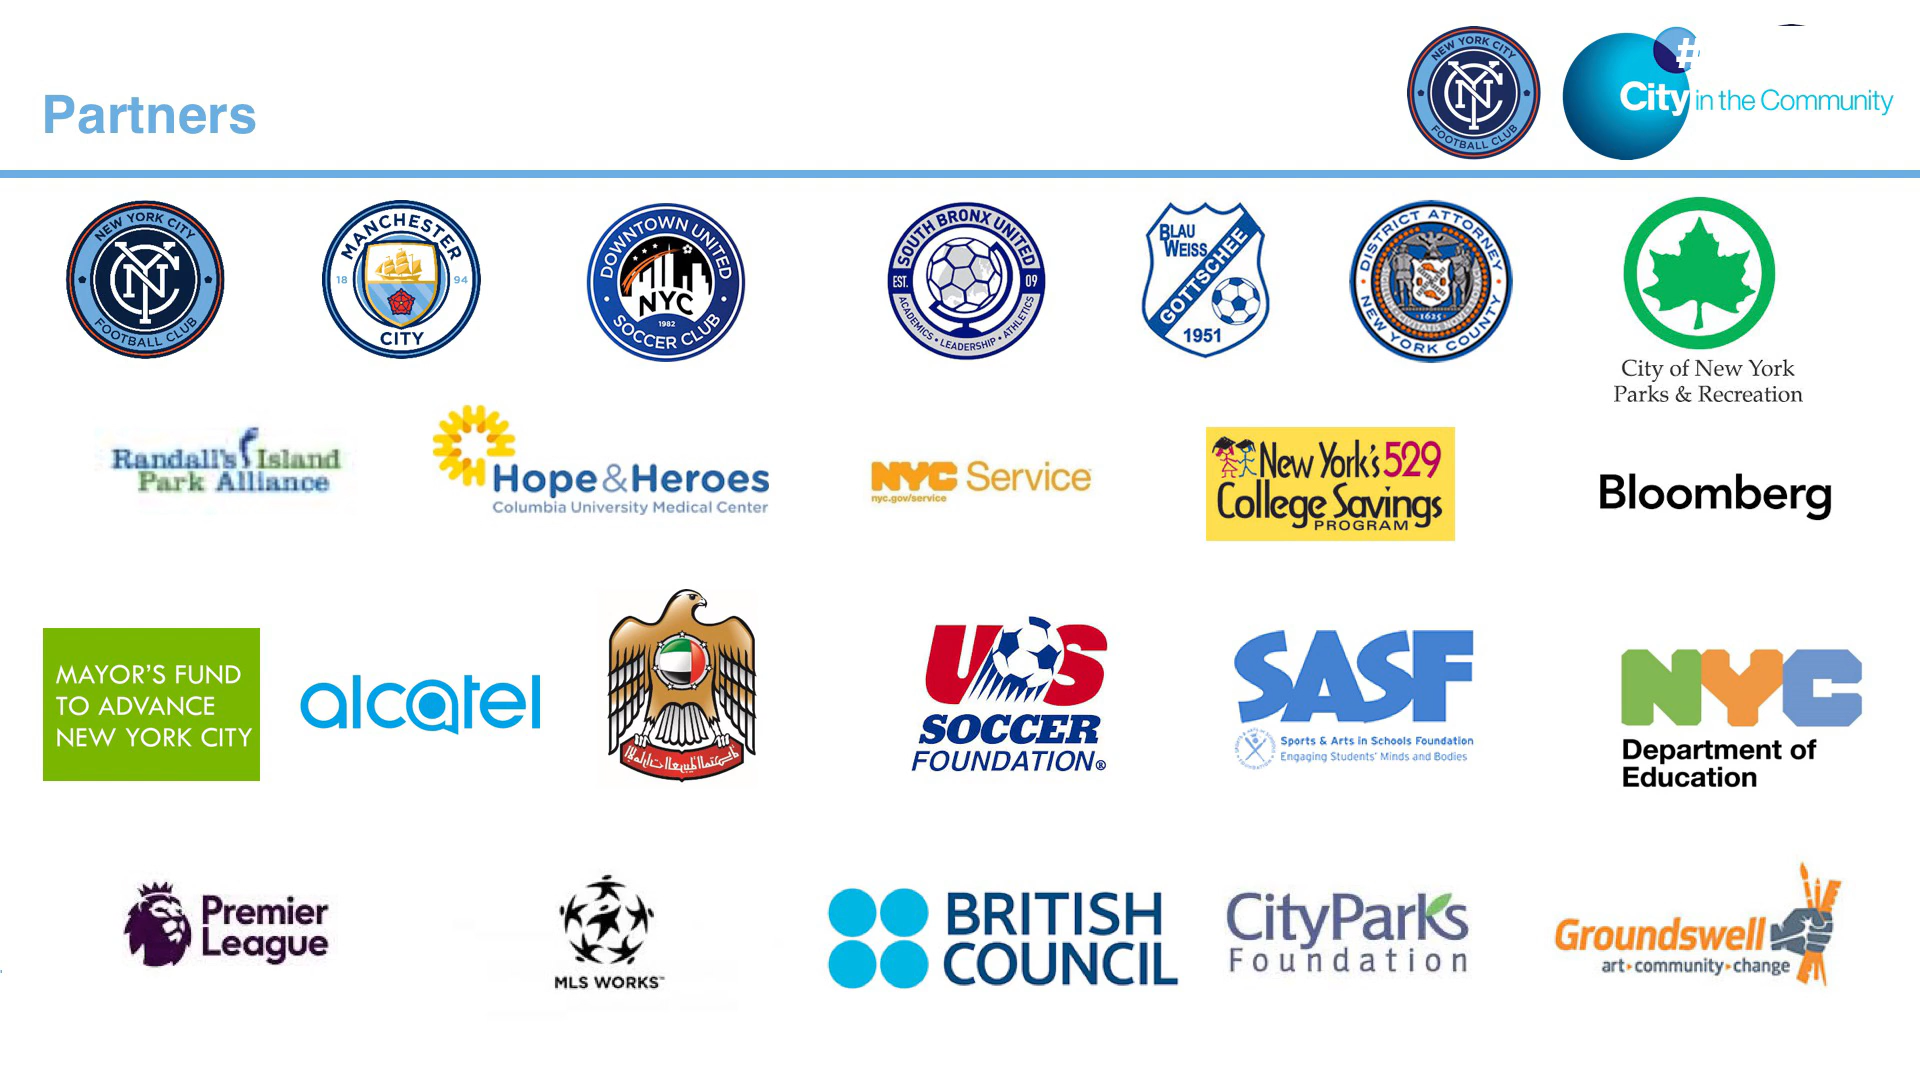 Partners
NEW YORK CITY
FOOTBALL CLUB
#
City in the Community
NEW YORK CITY
FOOTBALL CLUB
MANCHESTER
18 94
CITY
DOWNTOWN UNITED
NYC
1982
SOCCER CLUB
SOUTH BRONX UNITED
EST. 09
ACADEMICS • LEADERSHIP • ATHLETICS
BLAU
WEISS
GOTTSCHEE
1951
DISTRICT ATTORNEY
1625
NEW YORK COUNTY
City of New York
Parks & Recreation
Randall's Island
Park Alliance
Hope&Heroes
Columbia University Medical Center
NYC Service
nyc.gov/service
New York's 529
College Savings
PROGRAM
Bloomberg
MAYOR'S FUND
TO ADVANCE
NEW YORK CITY
alcatel
US
SOCCER
FOUNDATION®
SASF
Sports & Arts in Schools Foundation
Engaging Students' Minds and Bodies
NYC
Department of
Education
Premier
League
MLS WORKS™
BRITISH
COUNCIL
CityParks
Foundation
Groundswell
art•community•change